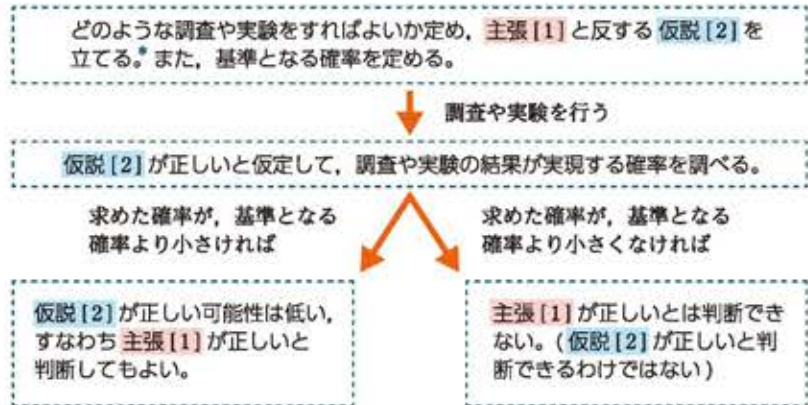 どのような調査や実験をすればよいか定め，主張[1]と反する仮説[2]を
立てる。*また，基準となる確率を定める。
調査や実験を行う
仮説[2]が正しいと仮定して，調査や実験の結果が実現する確率を調べる。
求めた確率が，基準となる
確率より小さければ
求めた確率が，基準となる
確率より小さくなければ
仮説[2]が正しい可能性は低い，
すなわち主張[1]が正しいと
判断してもよい。
主張[1]が正しいとは判断でき
ない。(仮説[2]が正しいと判
断できるわけではない)